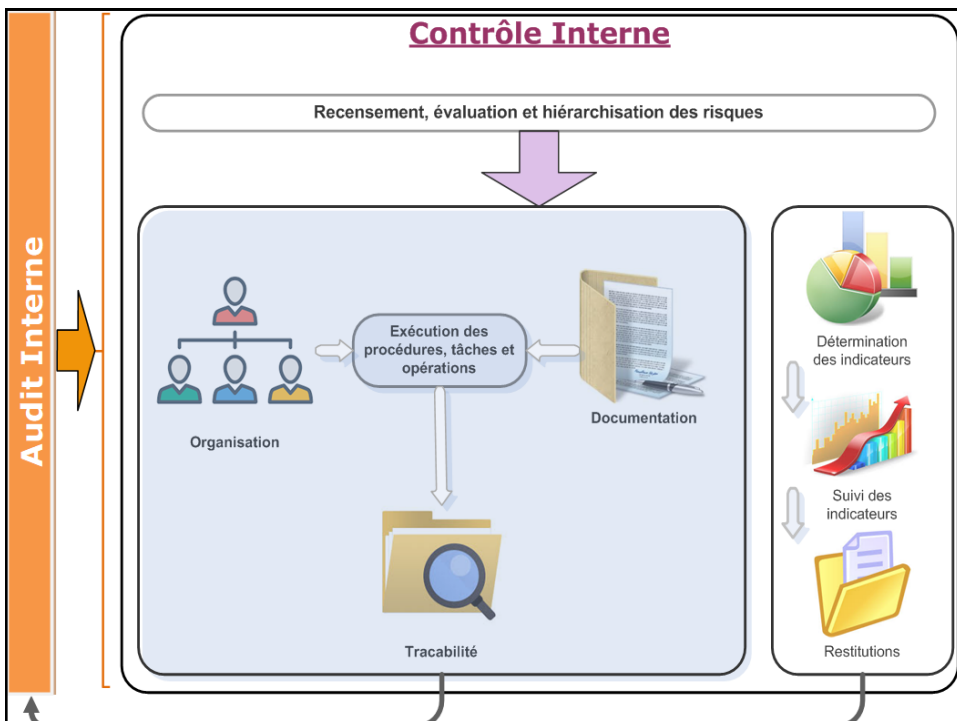 Contrôle Interne
Audit Interne
Recensement, évaluation et hiérarchisation des risques
Exécution des
procédures, tâches et
opérations
Organisation
Documentation
Tracabilité
Détermination
des indicateurs
Suivi des
indicateurs
Restitutions